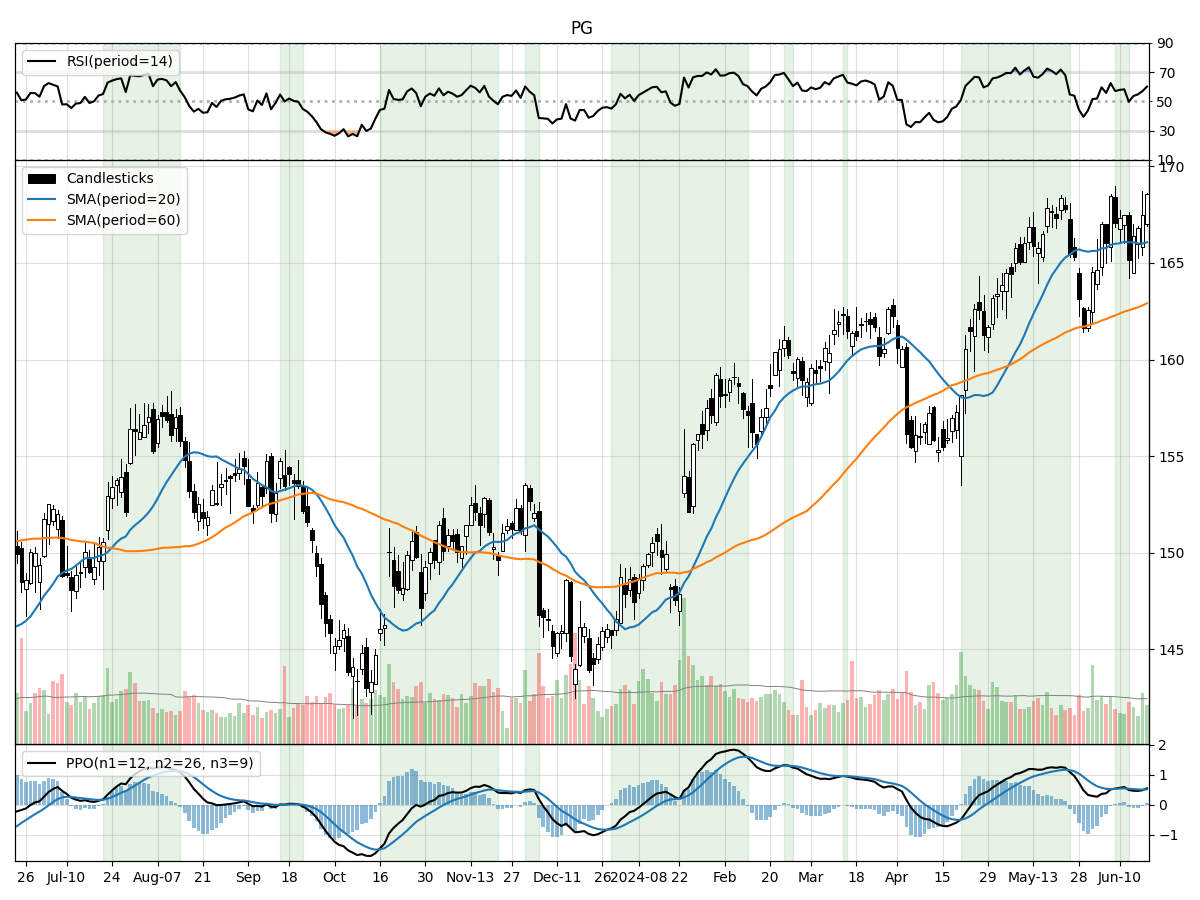 PG
RSI(period=14)
90
70
50
30
10
Candlesticks
SMA(period=20)
SMA(period=60)
170
165
160
155
150
145
PPO(n1=12, n2=26, n3=9)
2
1
0
−1
26 Jul-10 24 Aug-07 21 Sep 18 Oct 16 30 Nov-13 27 Dec-11 26 2024-08 22 Feb 20 Mar 18 Apr 15 29 May-13 28 Jun-10